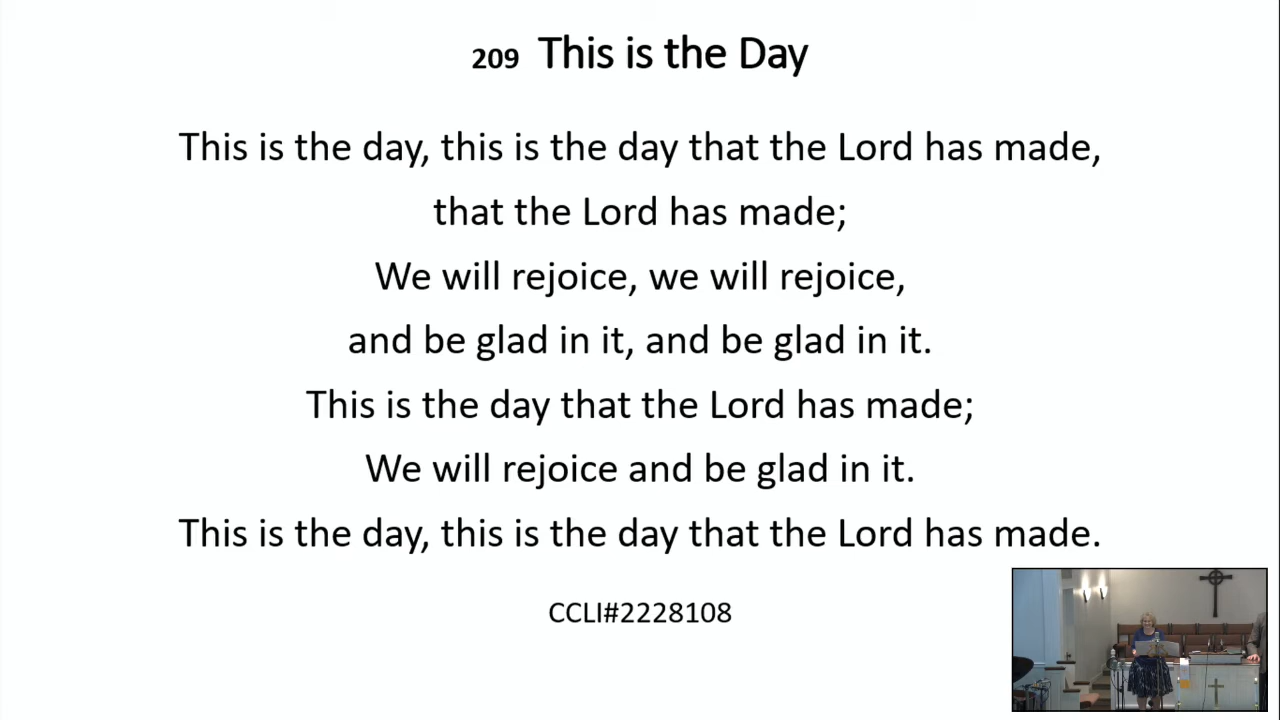 209 This is the Day
This is the day, this is the day that the Lord has made,
that the Lord has made;
We will rejoice, we will rejoice,
and be glad in it, and be glad in it.
This is the day that the Lord has made;
We will rejoice and be glad in it.
This is the day, this is the day that the Lord has made.
CCLI#2228108